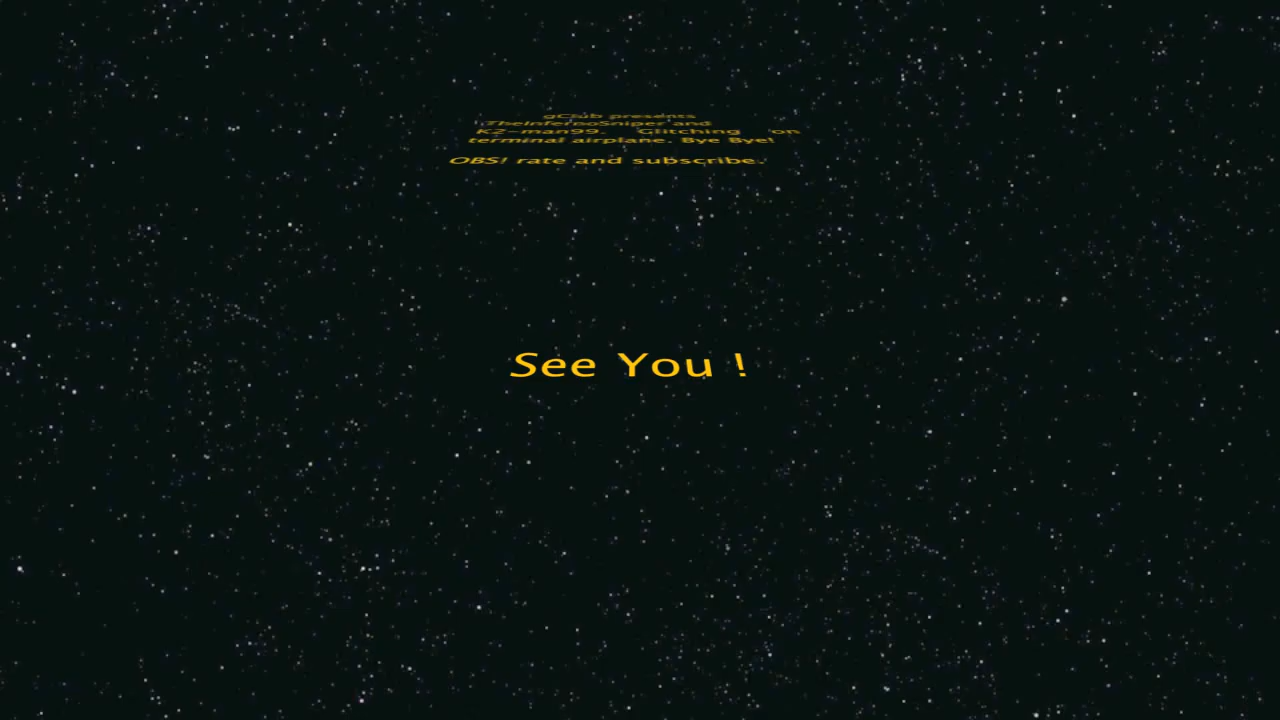 gClub presents
TheInfernoSniper and
K2-man99. Glitching on
terminal airplane. Bye Bye!
OBS! rate and subscribe.
See You !